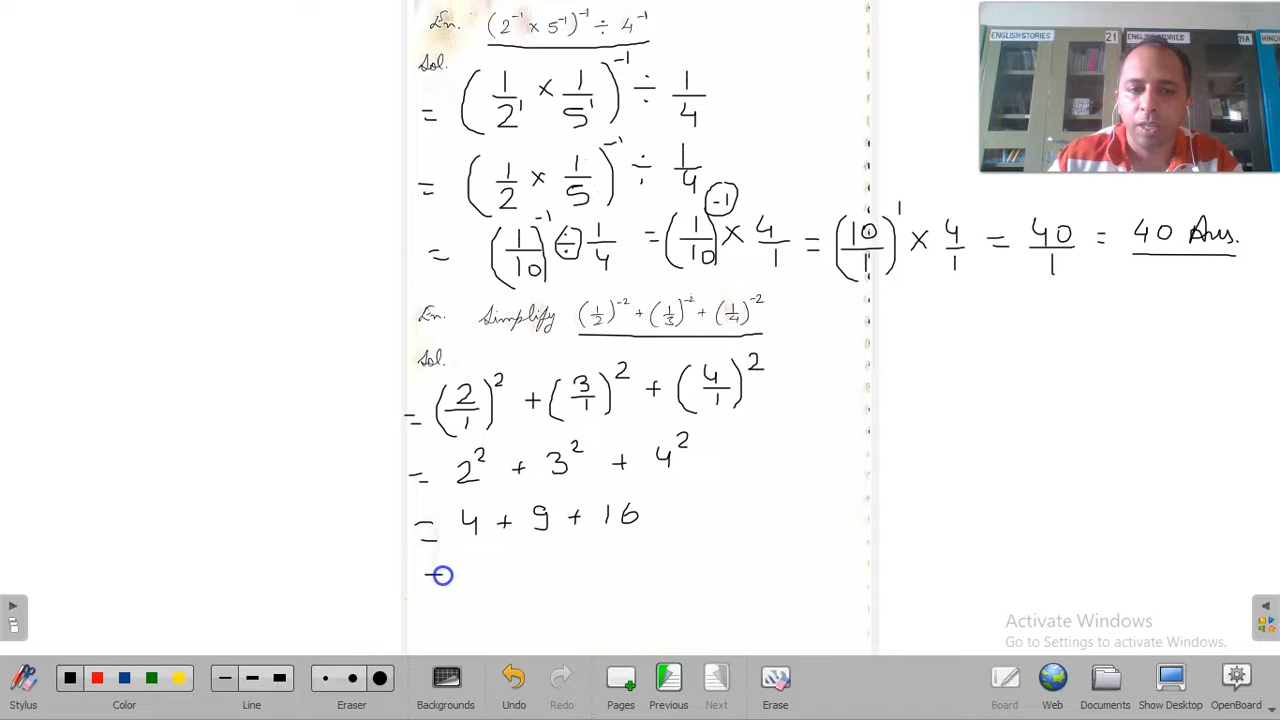 En. (2⁻¹ × 5⁻¹)⁻¹ ÷ 4⁻¹
Sol.
= (1/2¹ × 1/5¹)⁻¹ ÷ 1/4
= (1/2 × 1/5)⁻¹ ÷ 1/4
= (1/10)⁻¹ ÷ 1/4 = (1/10)⁻¹ × 4/1 = (10/1)¹ × 4/1 = 40/1 = 40 Ans.
En. Simplify (1/2)⁻² + (1/3)⁻² + (1/4)⁻²
Sol.
= (2/1)² + (3/1)² + (4/1)²
= 2² + 3² + 4²
= 4 + 9 + 16
ENGLISH STORIES
21
ENGLISH STORIES
21A
Activate Windows
Go to Settings to activate Windows.
Stylus
Color
Line
Eraser
Backgrounds
Undo
Redo
Pages
Previous
Next
Erase
Board
Web
Documents
Show Desktop
OpenBoard